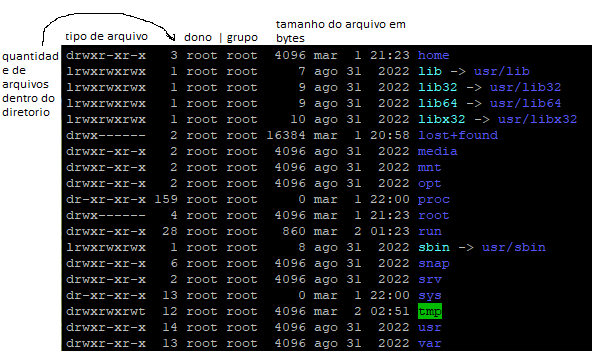 tipo de arquivo
dono | grupo
tamanho do arquivo em
bytes
quantidad
e de
arquivos
dentro do
diretorio
drwxr-xr-x 3 root root 4096 mar 1 21:23 home
lrwxrwxrwx 1 root root 7 ago 31 2022 lib -> usr/lib
lrwxrwxrwx 1 root root 9 ago 31 2022 lib32 -> usr/lib32
lrwxrwxrwx 1 root root 9 ago 31 2022 lib64 -> usr/lib64
lrwxrwxrwx 1 root root 10 ago 31 2022 libx32 -> usr/libx32
drwx------ 2 root root 16384 mar 1 20:58 lost+found
drwxr-xr-x 2 root root 4096 ago 31 2022 media
drwxr-xr-x 2 root root 4096 ago 31 2022 mnt
drwxr-xr-x 2 root root 4096 ago 31 2022 opt
dr-xr-xr-x 159 root root 0 mar 1 22:00 proc
drwx------ 4 root root 4096 mar 1 21:23 root
drwxr-xr-x 28 root root 860 mar 2 01:23 run
lrwxrwxrwx 1 root root 8 ago 31 2022 sbin -> usr/sbin
drwxr-xr-x 6 root root 4096 ago 31 2022 snap
drwxr-xr-x 2 root root 4096 ago 31 2022 srv
dr-xr-xr-x 13 root root 0 mar 1 22:00 sys
drwxrwxrwt 12 root root 4096 mar 2 02:51 tmp
drwxr-xr-x 14 root root 4096 ago 31 2022 usr
drwxr-xr-x 13 root root 4096 ago 31 2022 var